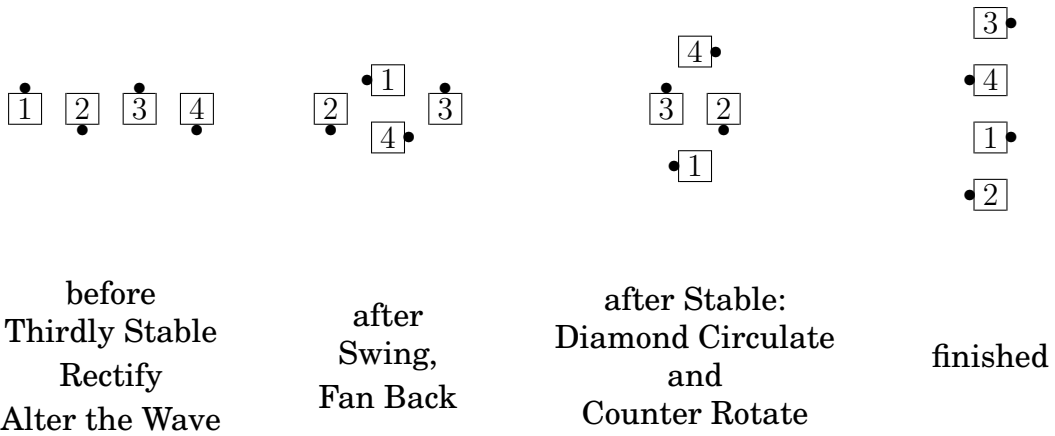 1 2 3 4
1
2 3
4
4
3 2
1
3
4
1
2
before
Thirdly Stable
Rectify
Alter the Wave
after
Swing,
Fan Back
after Stable:
Diamond Circulate
and
Counter Rotate
finished